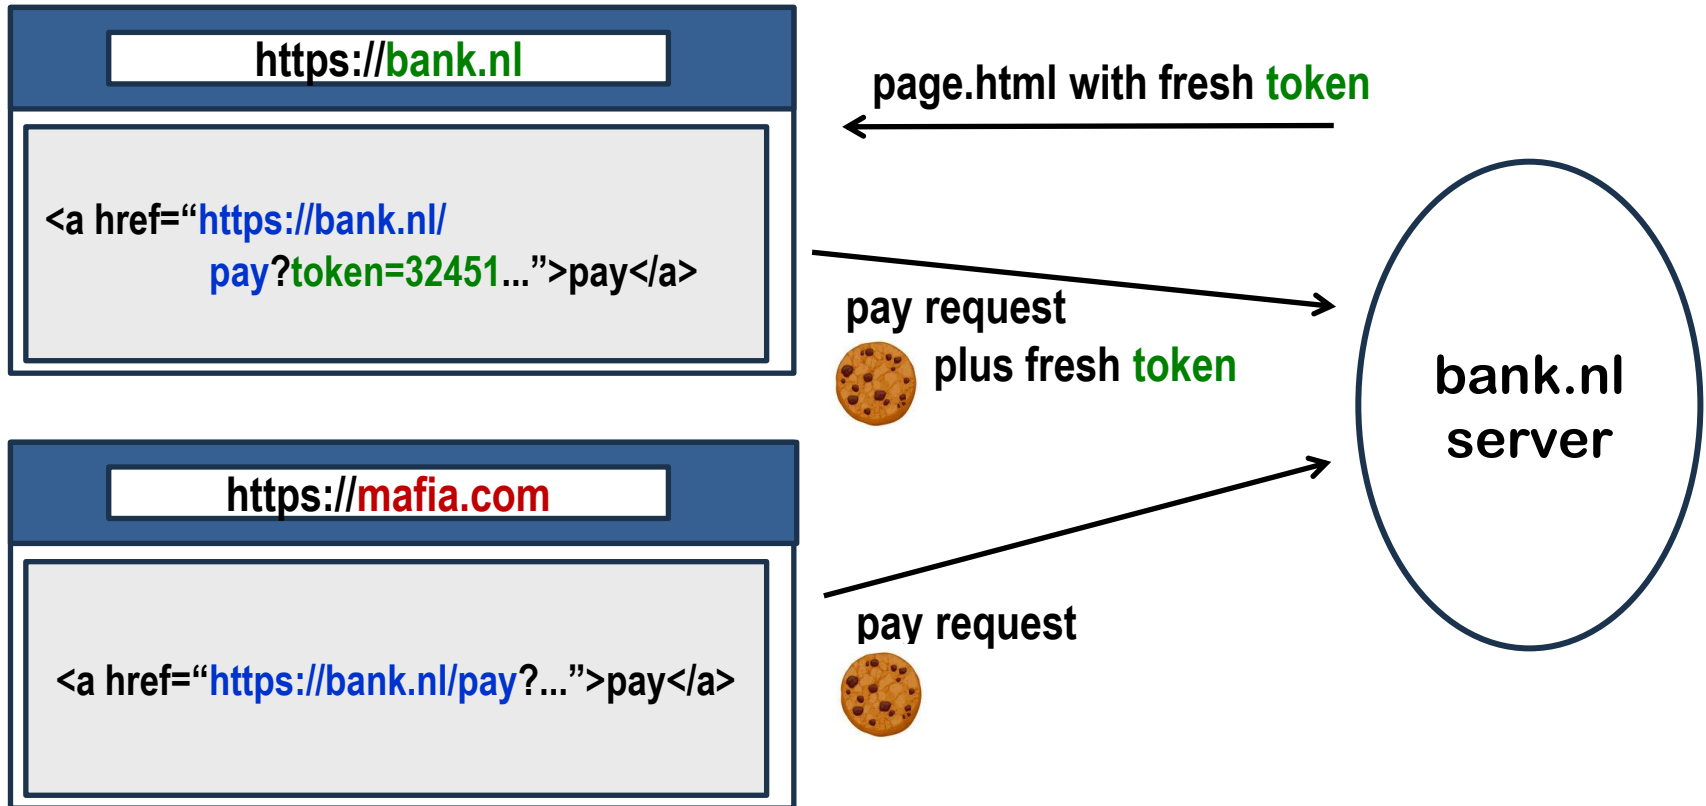 https://bank.nl
page.html with fresh token
<a href=“https://bank.nl/
pay?token=32451...”>pay</a>
pay request
plus fresh token
bank.nl
server
https://mafia.com
<a href=“https://bank.nl/pay?...”>pay</a>
pay request